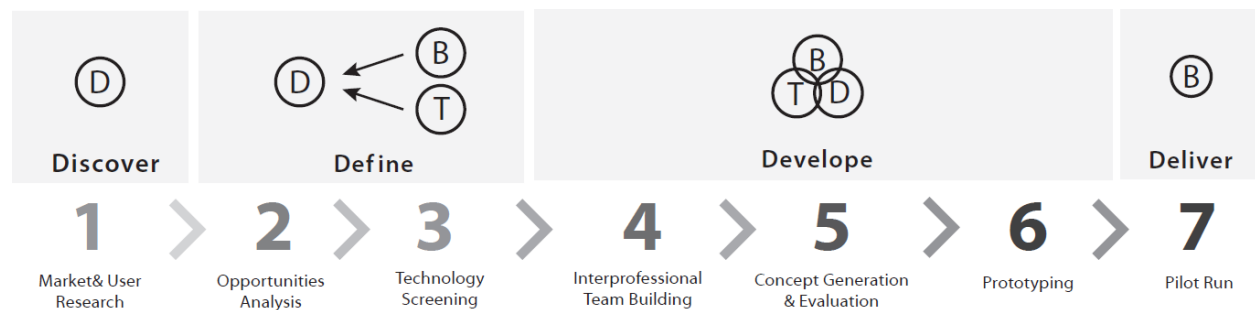 D
D
B
T
B
T D
B
Discover
Define
Develope
Deliver
1
2
3
4
5
6
7
Market& User
Research
Opportunities
Analysis
Technology
Screening
Interprofessional
Team Building
Concept Generation
& Evaluation
Prototyping
Pilot Run